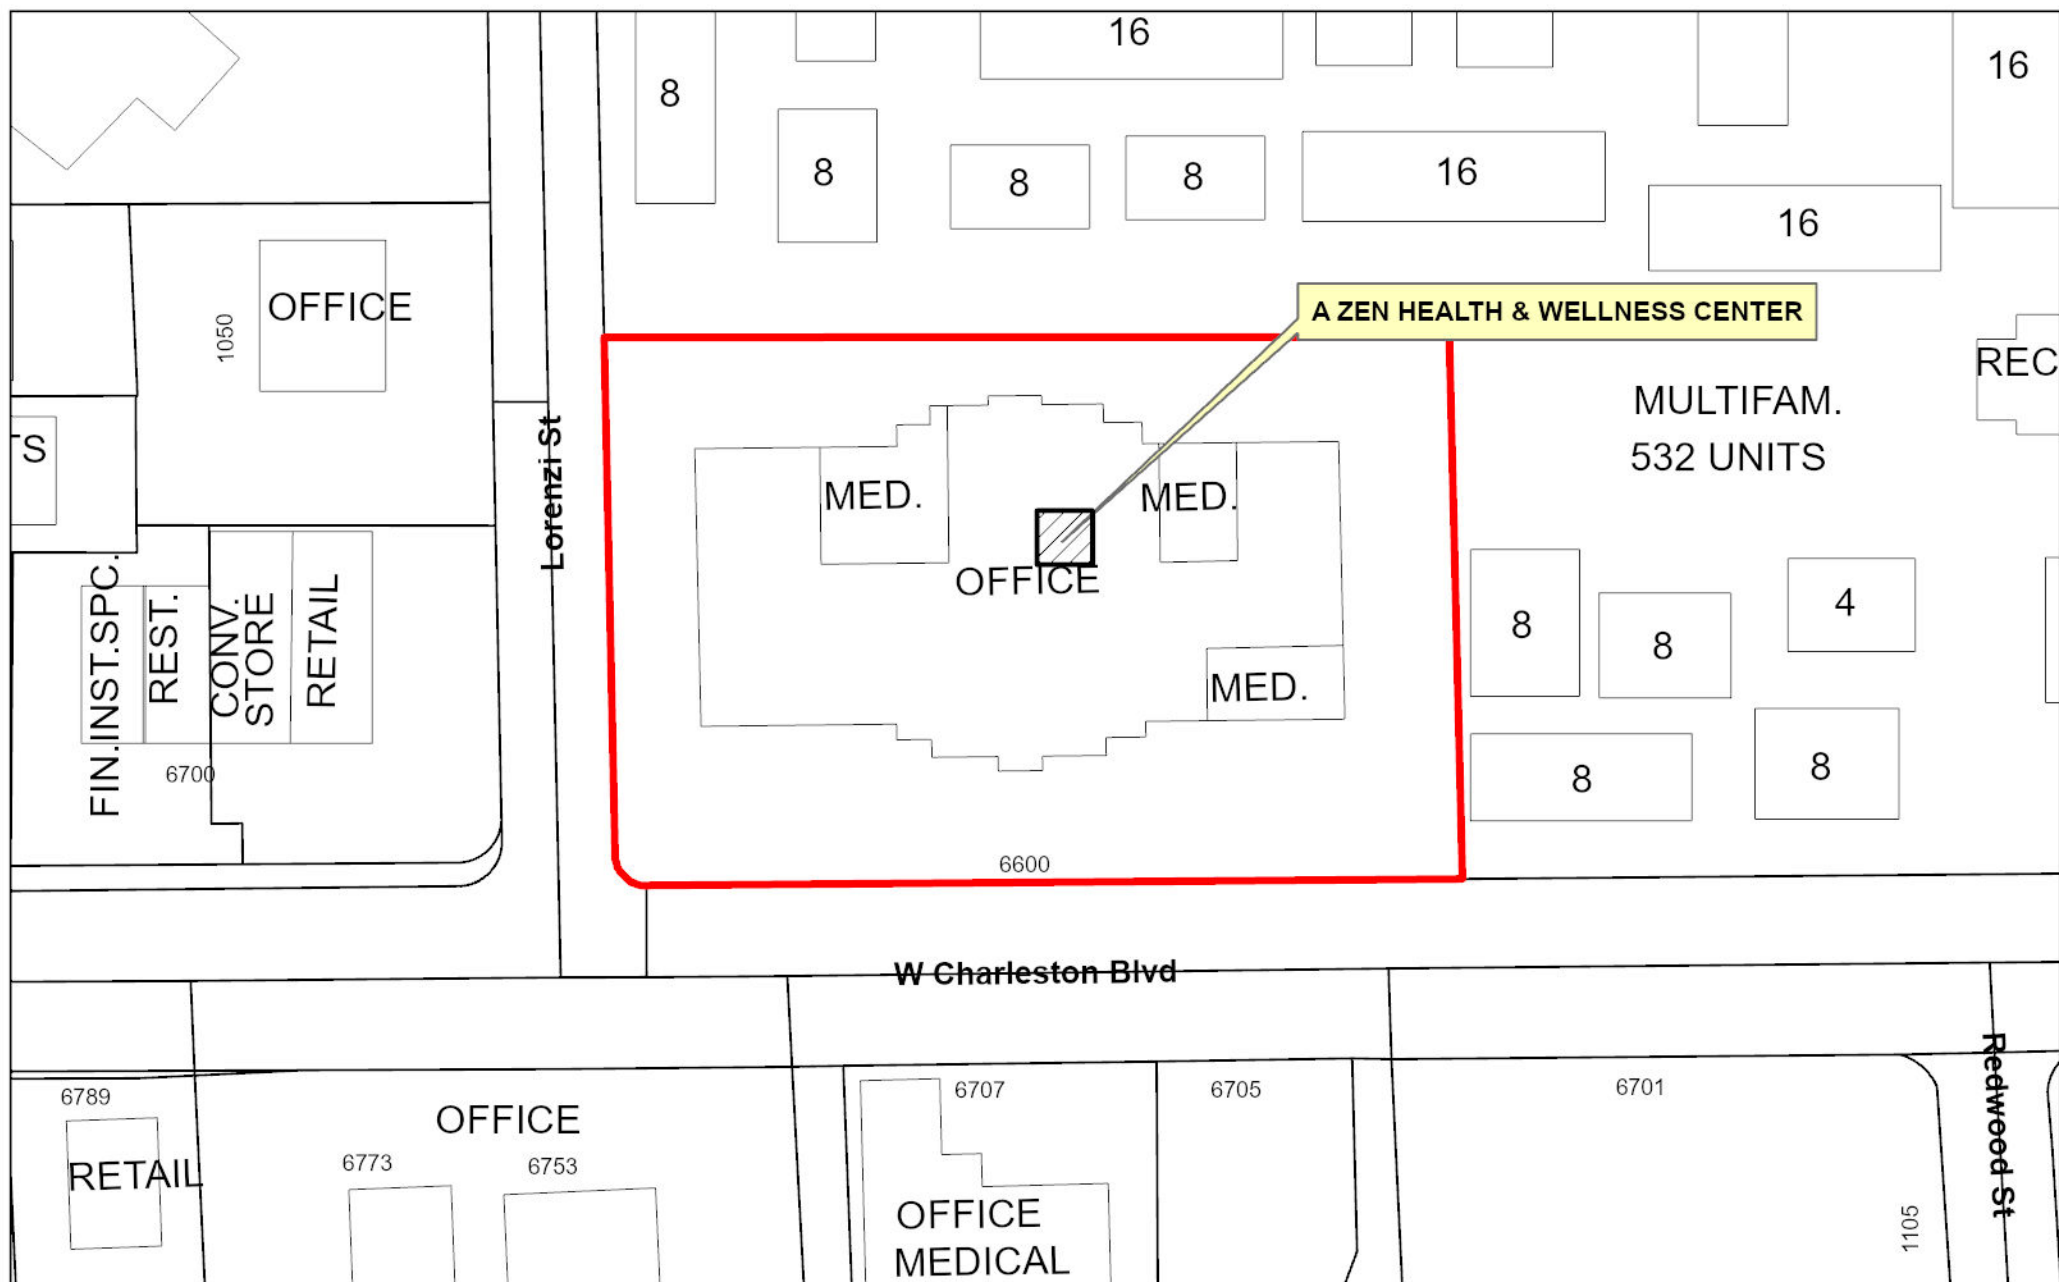 16
8
16
8
8
8
16
16
A ZEN HEALTH & WELLNESS CENTER
OFFICE
1050
REC
MULTIFAM.
532 UNITS
TS
Lorenzi St
MED.
MED.
OFFICE
MED.
FIN.INST.SPC.
REST.
CONV.
STORE
RETAIL
6700
8
8
4
8
8
6600
W Charleston Blvd
Redwood St
6789
RETAIL
OFFICE
6773
6753
6707
OFFICE
MEDICAL
6705
6701
1105